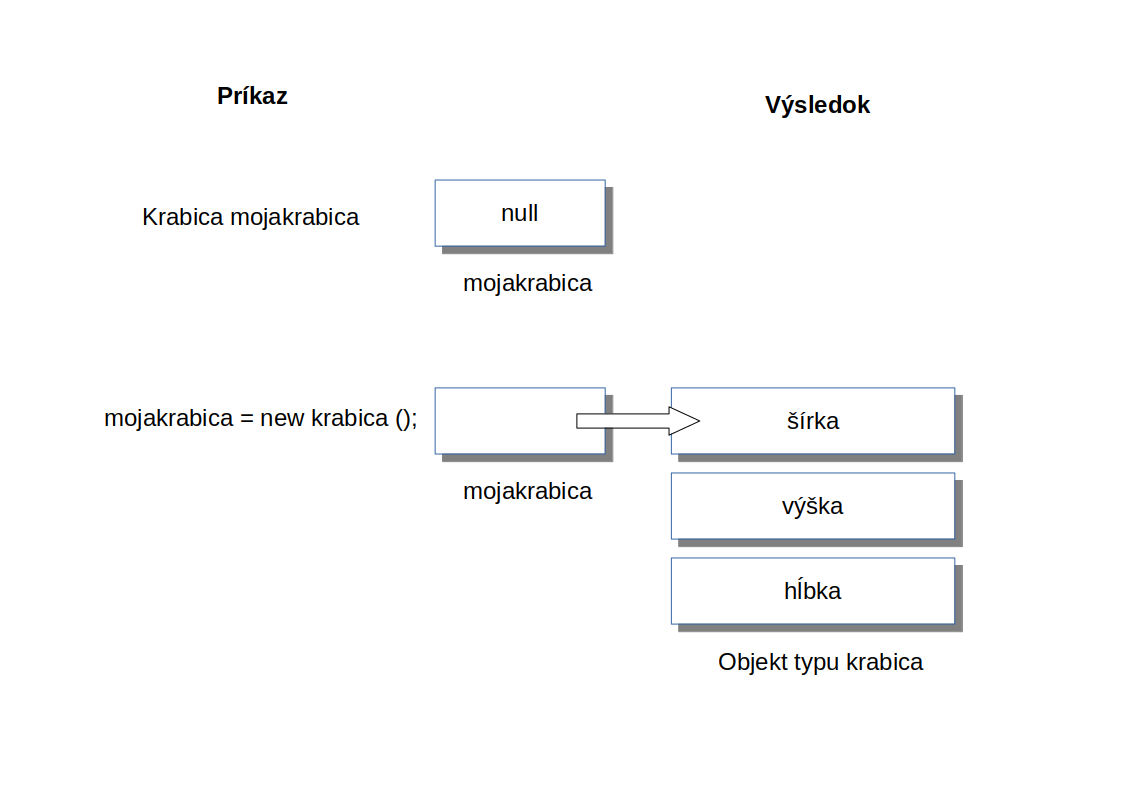 Príkaz
Výsledok
Krabica mojakrabica
null
mojakrabica
mojakrabica = new krabica ();
šírka
mojakrabica
výška
hĺbka
Objekt typu krabica